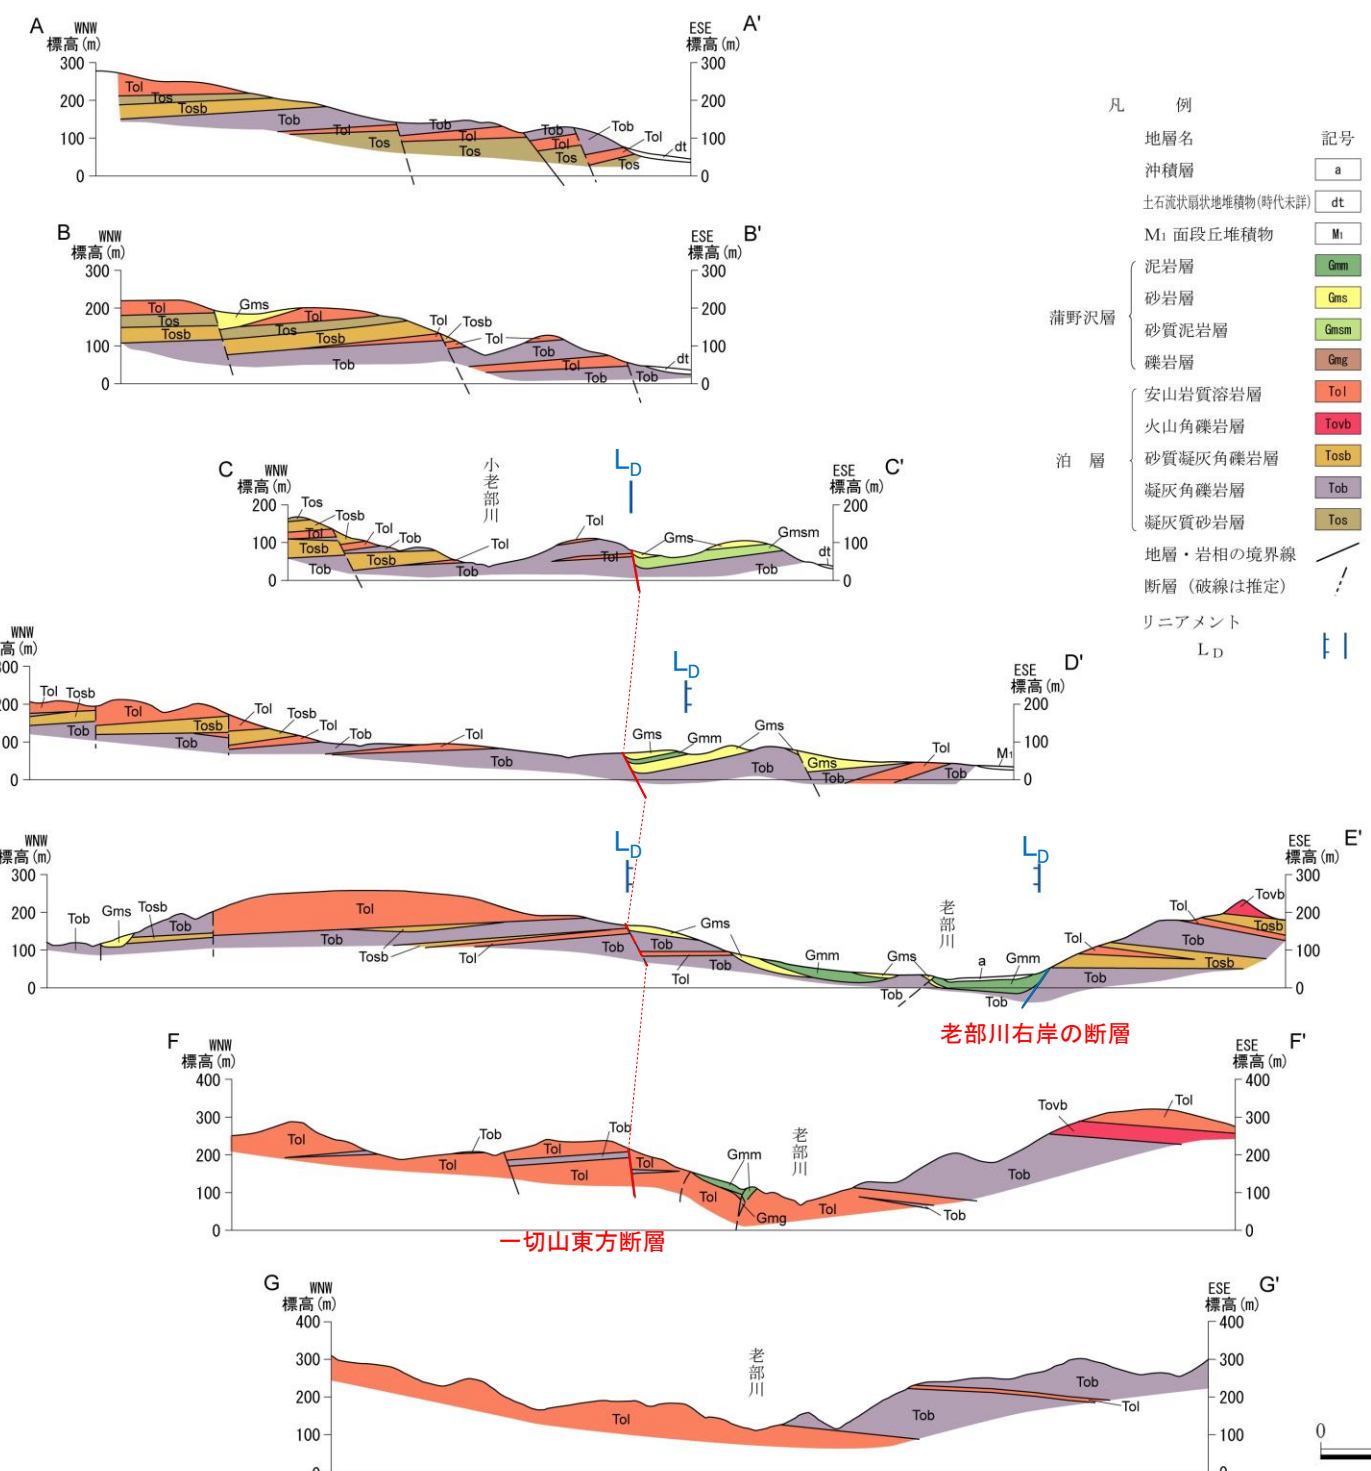 A WNW 標高(m) ESE 標高(m) A'
300 300
200 200
100 100
0 0
Tol Tos Tosb Tob Tol Tos Tob Tol Tos Tob Tol Tos Tob Tol Tos dt
B WNW 標高(m) ESE 標高(m) B'
300 300
200 200
100 100
0 0
Tol Tos Tosb Gms Tol Tos Tosb Tob Tol Tosb Tol Tob Tol Tob Tob dt
C WNW 標高(m) 小老部川 LD ESE 標高(m) C'
200 200
100 100
0 0
Tos Tosb Tol Tosb Tob Tol Tob Tosb Tol Tob Tol Tol Gms Gmsm Tob dt
WNW 標高(m) LD ESE 標高(m) D'
300
200 200
100 100
0 0
Tol Tosb Tob Tol Tosb Tob Tol Tosb Tol Tob Tol Tob Gms Gmm Gms Tob Gms Tob Tol Tob M1
WNW 標高(m) LD LD ESE 標高(m) E'
300 300
200 200
100 100
0 0
Tob Gms Tosb Tob Tol Tob Tosb Tol Tob Tob Tol Tob Gms Gmm Gms Tob 老部川 a Gmm Tob Tol Tosb Tob Tob Tol Tovb Tosb
老部川右岸の断層
F WNW 標高(m) ESE 標高(m) F'
400 400
300 300
200 200
100 100
0 0
Tol Tob Tol Tol Tob Tol Tol Gmm Tol Gmg 老部川 Tol Tob Tob Tovb Tol
一切山東方断層
G WNW 標高(m) ESE 標高(m) G'
400 400
300 300
200 200
100 100
0 0
Tol 老部川 Tob Tob Tol
凡 例
地層名 記号
沖積層 a
土石流状扇状地堆積物(時代未詳) dt
M1 面段丘堆積物 M1
蒲野沢層
泥岩層 Gmm
砂岩層 Gms
砂質泥岩層 Gmsm
礫岩層 Gmg
泊 層
安山岩質溶岩層 Tol
火山角礫岩層 Tovb
砂質凝灰角礫岩層 Tosb
凝灰角礫岩層 Tob
凝灰質砂岩層 Tos
地層・岩相の境界線
断層（破線は推定）
リニアメント
LD
0